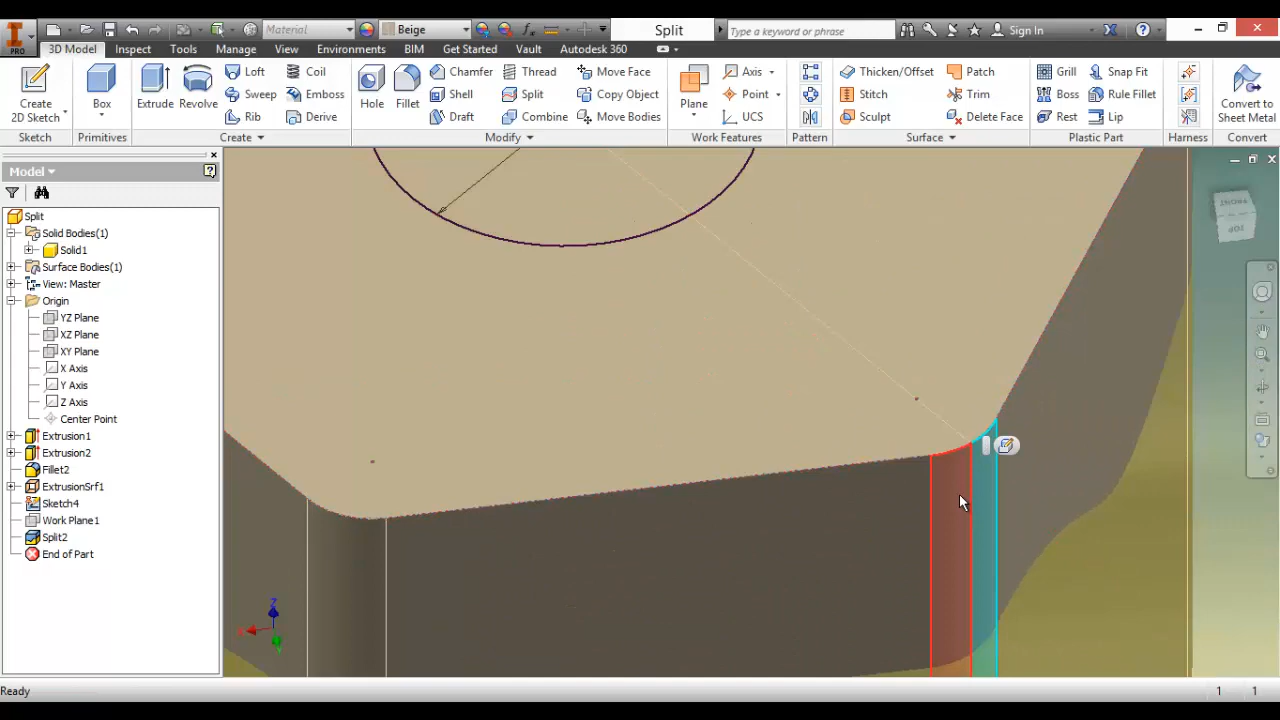 Material
Beige
Split
Type a keyword or phrase
Sign In
PRO
3D Model
Inspect
Tools
Manage
View
Environments
BIM
Get Started
Vault
Autodesk 360
Create
2D Sketch
Box
Extrude
Revolve
Loft
Sweep
Rib
Coil
Emboss
Derive
Hole
Fillet
Chamfer
Shell
Draft
Thread
Split
Combine
Move Face
Copy Object
Move Bodies
Plane
Axis
Point
UCS
Thicken/Offset
Stitch
Sculpt
Patch
Trim
Delete Face
Grill
Boss
Rest
Snap Fit
Rule Fillet
Lip
Convert to
Sheet Metal
Sketch
Primitives
Create
Modify
Work Features
Pattern
Surface
Plastic Part
Harness
Convert
Model
Split
Solid Bodies(1)
Solid1
Surface Bodies(1)
View: Master
Origin
YZ Plane
XZ Plane
XY Plane
X Axis
Y Axis
Z Axis
Center Point
Extrusion1
Extrusion2
Fillet2
ExtrusionSrf1
Sketch4
Work Plane1
Split2
End of Part
FRONT
TOP
Z
X
Y
Ready
1 1